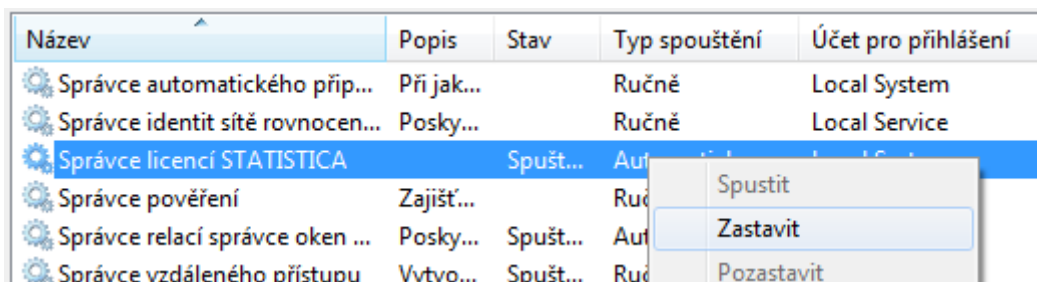 Název Popis Stav Typ spouštění Účet pro přihlášení
Správce automatického přip... Při jak... Ručně Local System
Správce identit sítě rovnocen... Posky... Ručně Local Service
Správce licencí STATISTICA Spušt...
Spustit
Správce pověření Zajišť...
Zastavit
Správce relací správce oken ... Posky... Spušt...
Pozastavit
Správce vzdáleného přístupu Vytvo... Spušt...